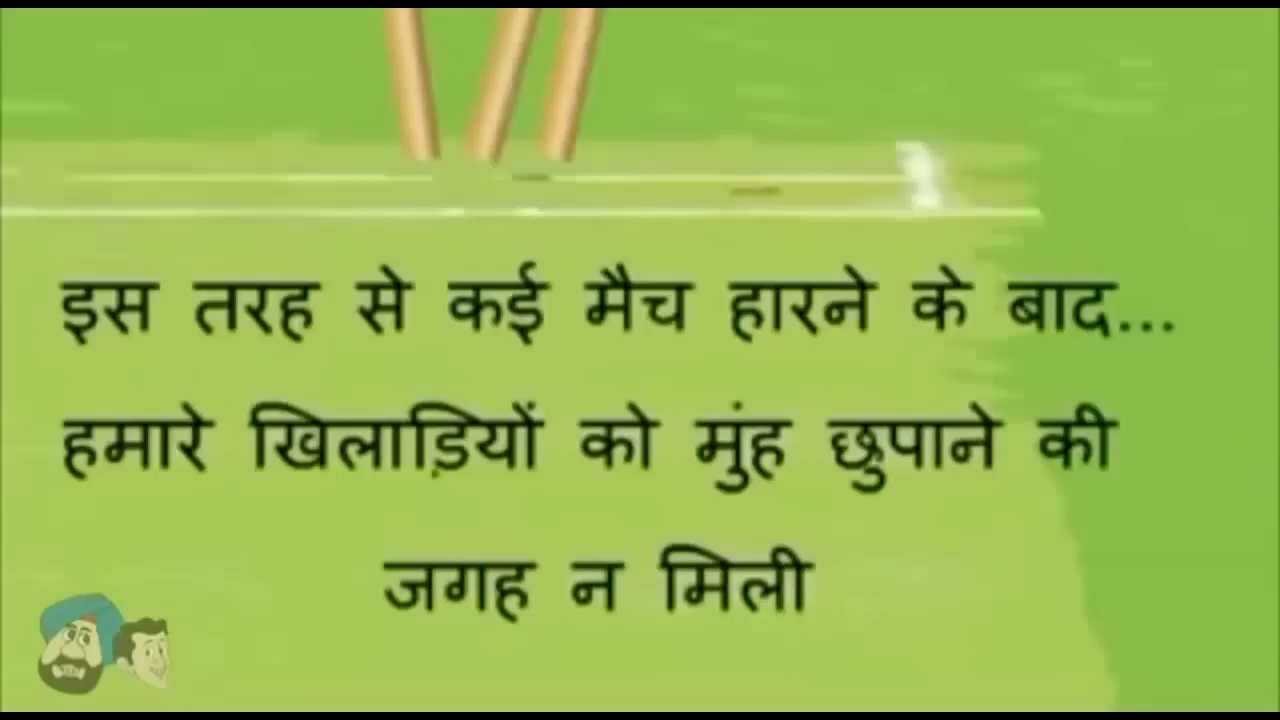 इस तरह से कई मैच हारने के बाद...
हमारे खिलाड़ियों को मुंह छुपाने की
जगह न मिली